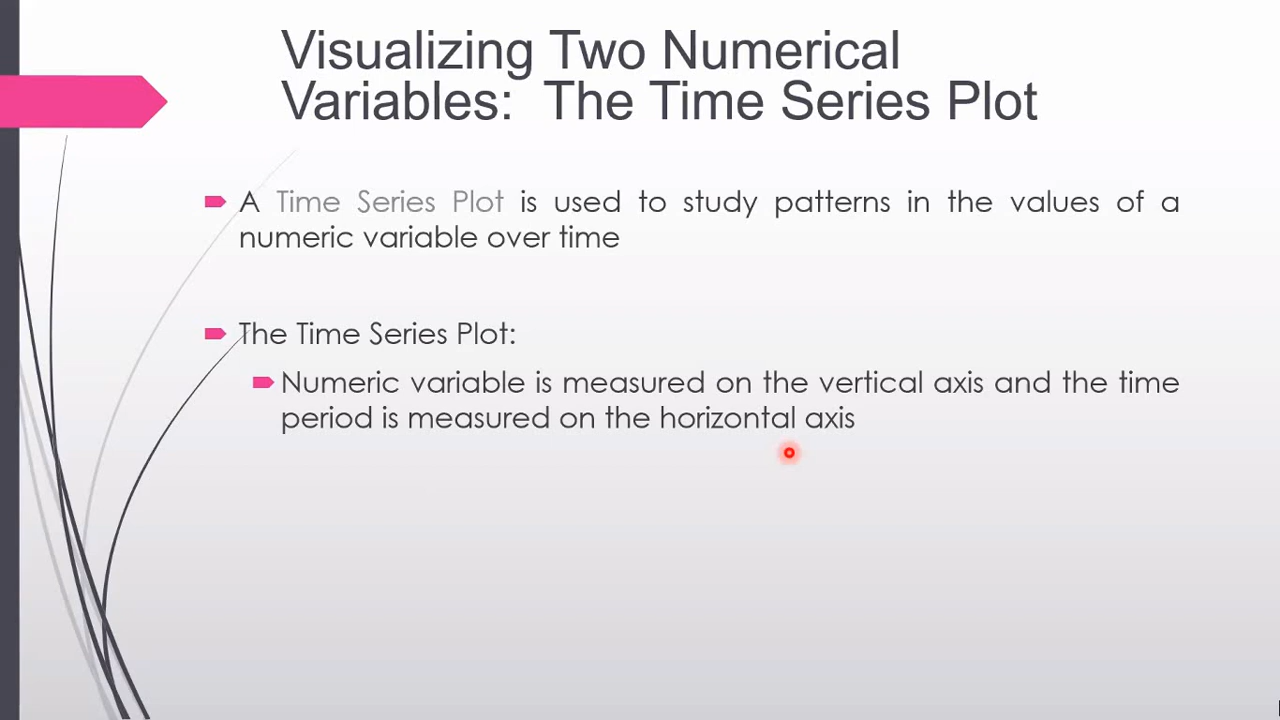 Visualizing Two Numerical
Variables: The Time Series Plot
A Time Series Plot is used to study patterns in the values of a
numeric variable over time
The Time Series Plot:
Numeric variable is measured on the vertical axis and the time
period is measured on the horizontal axis